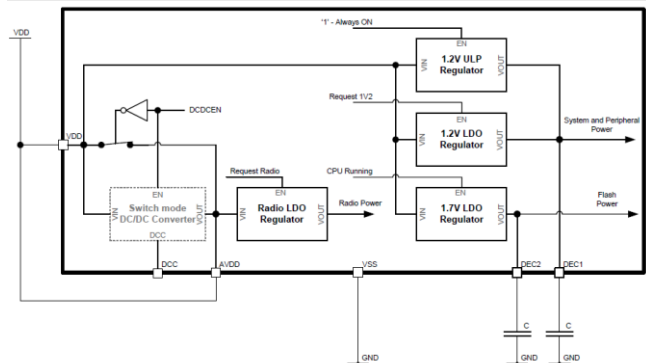 '1' - Always ON
VDD
EN
1.2V ULP
Regulator
VIN
VOUT
Request 1V2
DCDCEN
EN
System and Peripheral
Power
VDD
1.2V LDO
Regulator
VIN
VOUT
Request Radio
CPU Running
EN
EN
EN
Flash
Power
Switch mode
DC/DC Converter
VIN
VOUT
Radio LDO
Regulator
VIN
VOUT
Radio Power
1.7V LDO
Regulator
VIN
VOUT
DCC
DCC
AVDD
VSS
DEC2
DEC1
C
C
GND
GND
GND